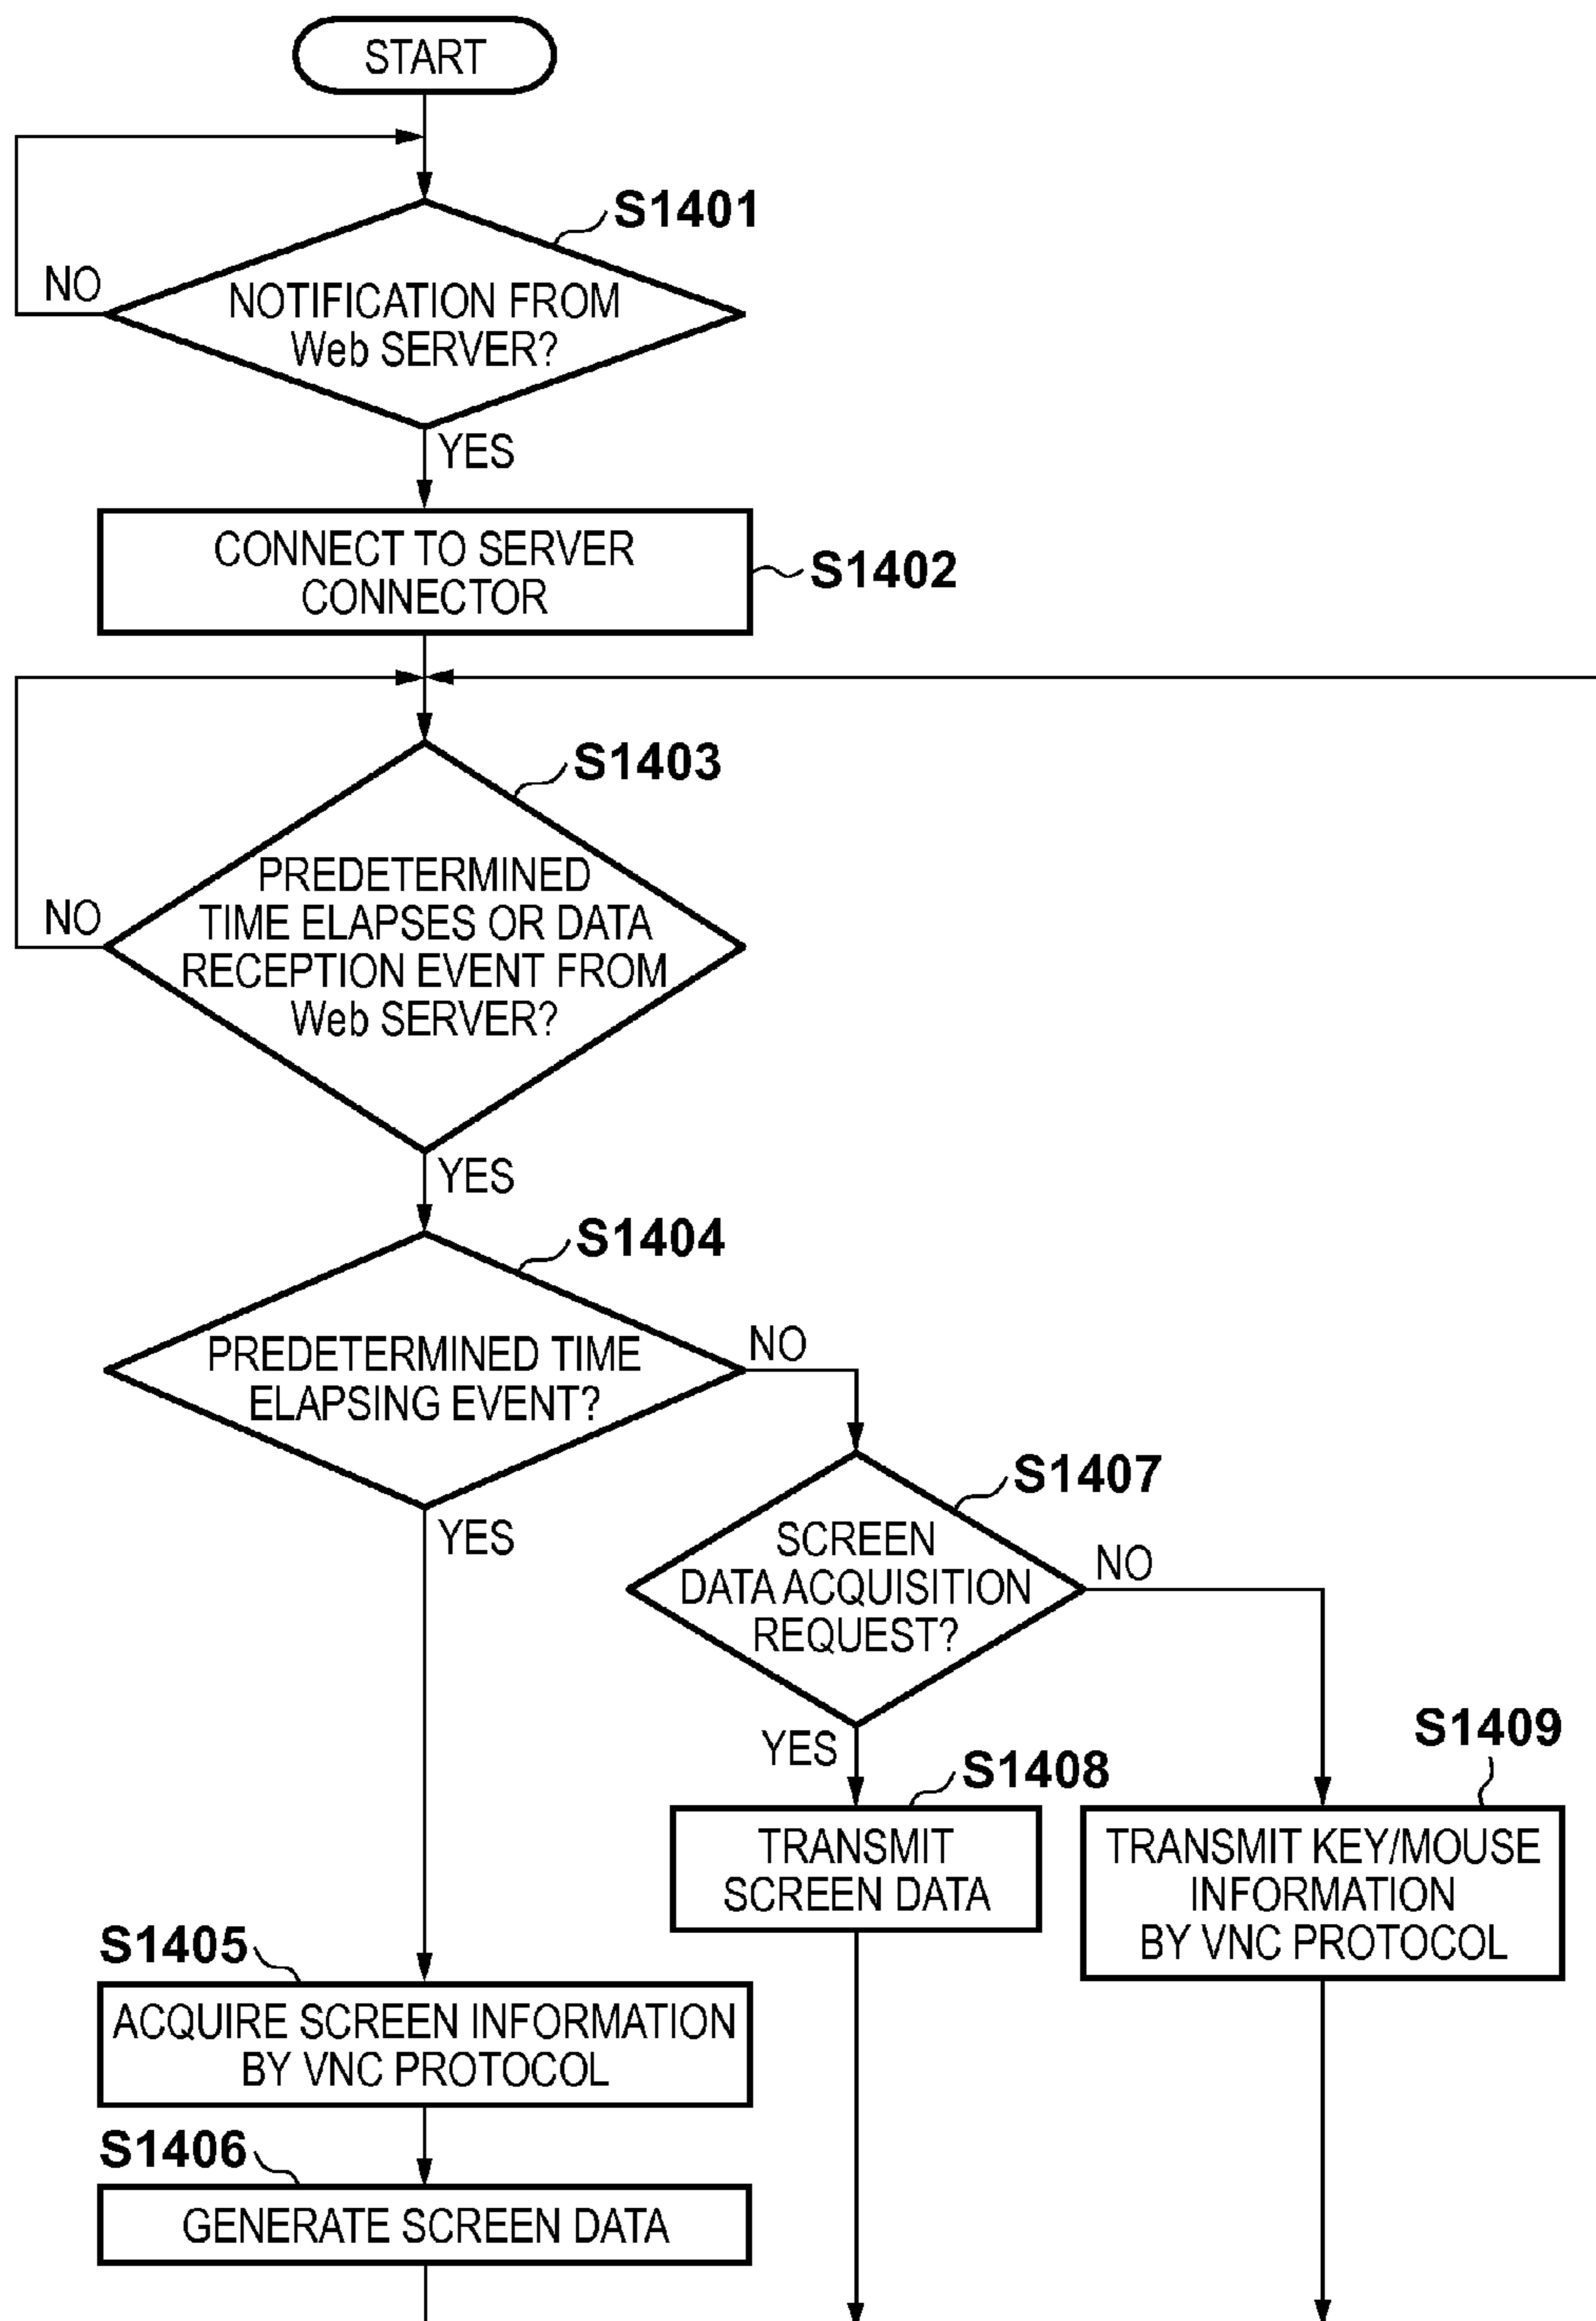 START
S1401
NO
NOTIFICATION FROM
Web SERVER?
YES
CONNECT TO SERVER
CONNECTOR
S1402
S1403
PREDETERMINED
TIME ELAPSES OR DATA
RECEPTION EVENT FROM
Web SERVER?
NO
YES
S1404
PREDETERMINED TIME
ELAPSING EVENT?
NO
YES
S1407
SCREEN
DATA ACQUISITION
REQUEST?
NO
YES
S1408
TRANSMIT
SCREEN DATA
S1409
TRANSMIT KEY/MOUSE
INFORMATION
BY VNC PROTOCOL
S1405
ACQUIRE SCREEN INFORMATION
BY VNC PROTOCOL
S1406
GENERATE SCREEN DATA